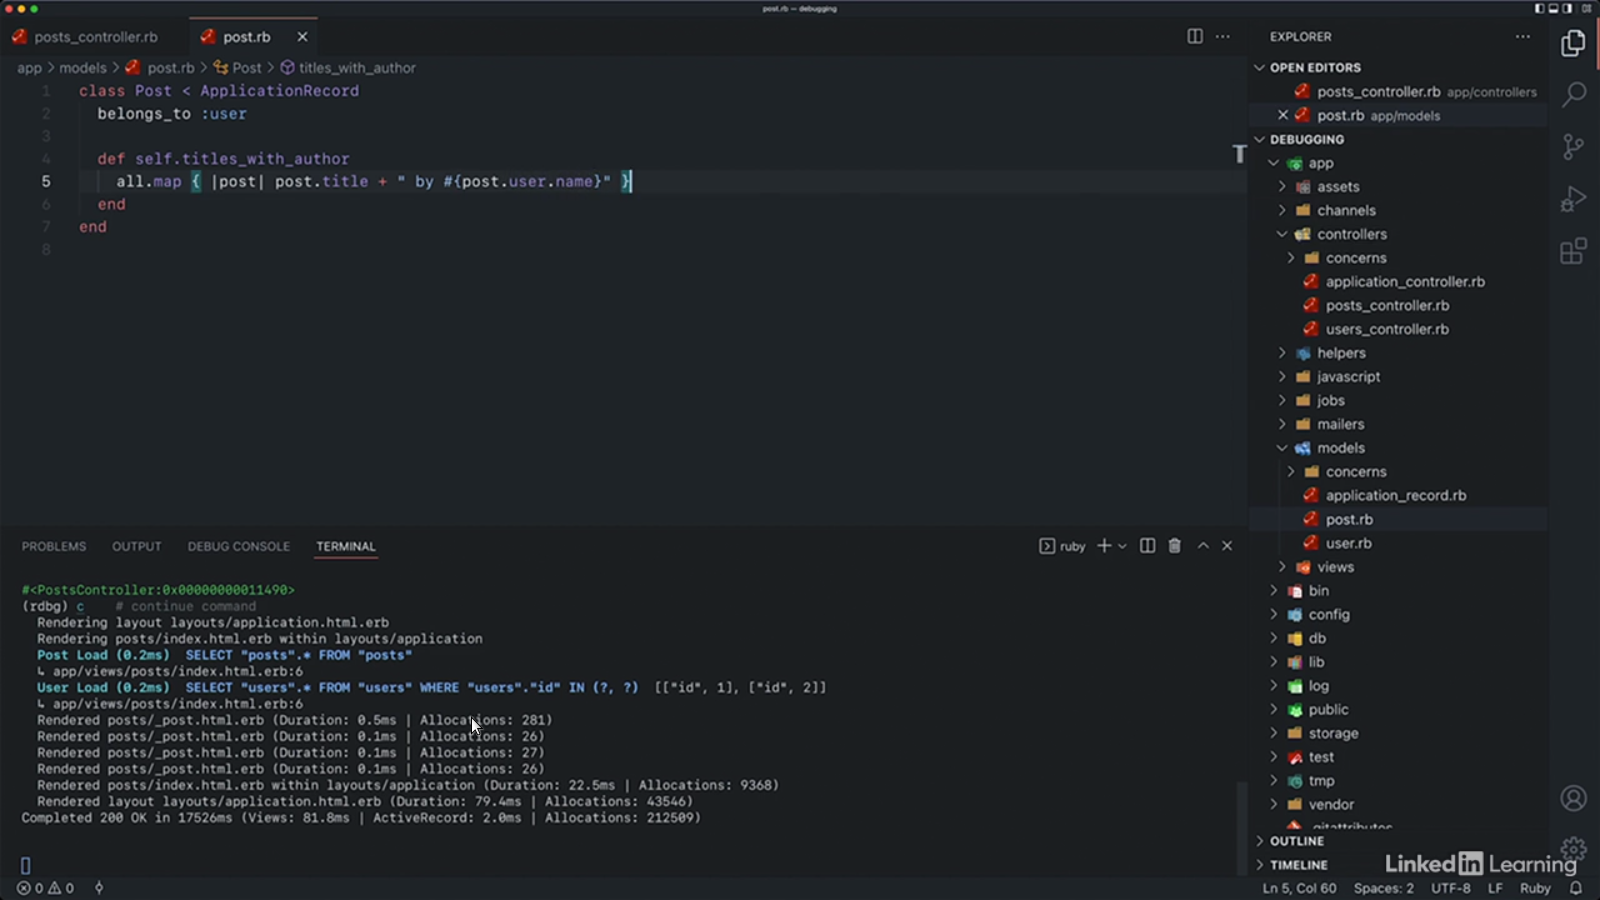 post.rb — debugging
posts_controller.rb
post.rb
app > models > post.rb > Post > titles_with_author
1 class Post < ApplicationRecord
2 belongs_to :user
3
4 def self.titles_with_author
5 all.map { |post| post.title + " by #{post.user.name}" }
6 end
7 end
8
PROBLEMS OUTPUT DEBUG CONSOLE TERMINAL
ruby
#<PostsController:0x00000000011490>
(rdbg) c # continue command
Rendering layout layouts/application.html.erb
Rendering posts/index.html.erb within layouts/application
Post Load (0.2ms) SELECT "posts".* FROM "posts"
↳ app/views/posts/index.html.erb:6
User Load (0.2ms) SELECT "users".* FROM "users" WHERE "users"."id" IN (?, ?) [["id", 1], ["id", 2]]
↳ app/views/posts/index.html.erb:6
Rendered posts/_post.html.erb (Duration: 0.5ms | Allocations: 281)
Rendered posts/_post.html.erb (Duration: 0.1ms | Allocations: 26)
Rendered posts/_post.html.erb (Duration: 0.1ms | Allocations: 27)
Rendered posts/_post.html.erb (Duration: 0.1ms | Allocations: 26)
Rendered posts/index.html.erb within layouts/application (Duration: 22.5ms | Allocations: 9368)
Rendered layout layouts/application.html.erb (Duration: 79.4ms | Allocations: 43546)
Completed 200 OK in 17526ms (Views: 81.8ms | ActiveRecord: 2.0ms | Allocations: 212509)
EXPLORER
OPEN EDITORS
posts_controller.rb app/controllers
post.rb app/models
DEBUGGING
app
assets
channels
controllers
concerns
application_controller.rb
posts_controller.rb
users_controller.rb
helpers
javascript
jobs
mailers
models
concerns
application_record.rb
post.rb
user.rb
views
bin
config
db
lib
log
public
storage
test
tmp
vendor
.gitattributes
OUTLINE
TIMELINE
LinkedIn Learning
0 0
Ln 5, Col 60 Spaces: 2 UTF-8 LF Ruby